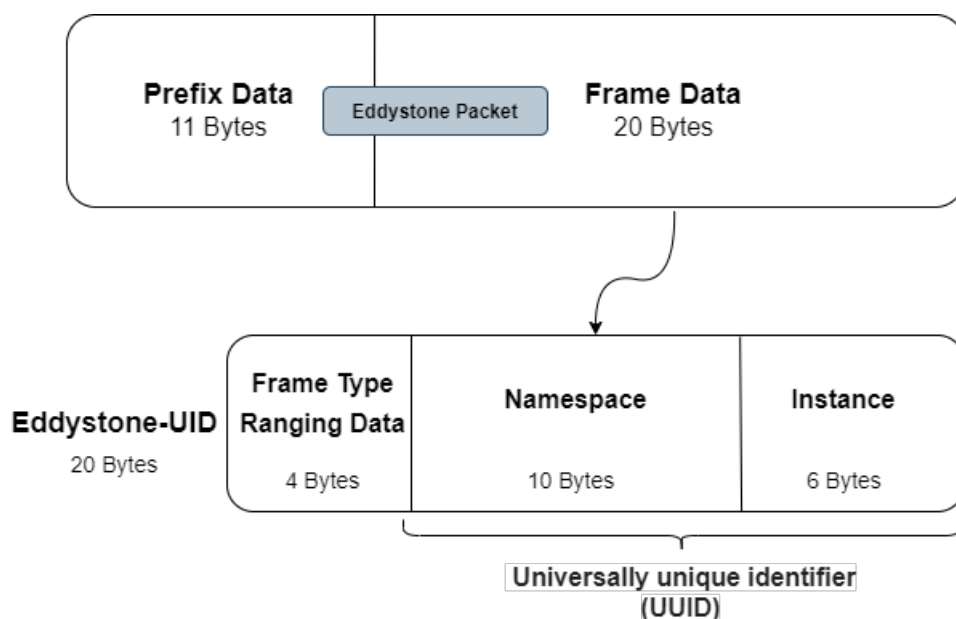 Prefix Data
11 Bytes
Eddystone Packet
Frame Data
20 Bytes
Eddystone-UID
20 Bytes
Frame Type
Ranging Data
4 Bytes
Namespace
10 Bytes
Instance
6 Bytes
Universally unique identifier
(UUID)